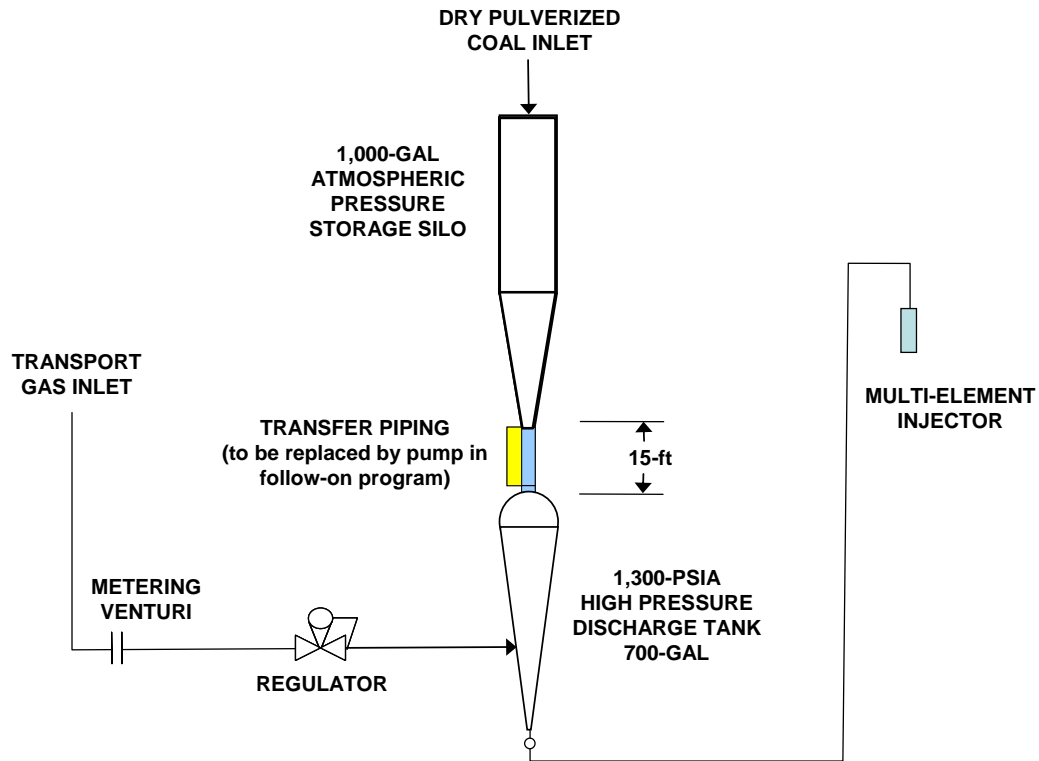 DRY PULVERIZED
COAL INLET
1,000-GAL
ATMOSPHERIC
PRESSURE
STORAGE SILO
TRANSPORT
GAS INLET
TRANSFER PIPING
(to be replaced by pump in
follow-on program)
15-ft
MULTI-ELEMENT
INJECTOR
METERING
VENTURI
REGULATOR
1,300-PSIA
HIGH PRESSURE
DISCHARGE TANK
700-GAL